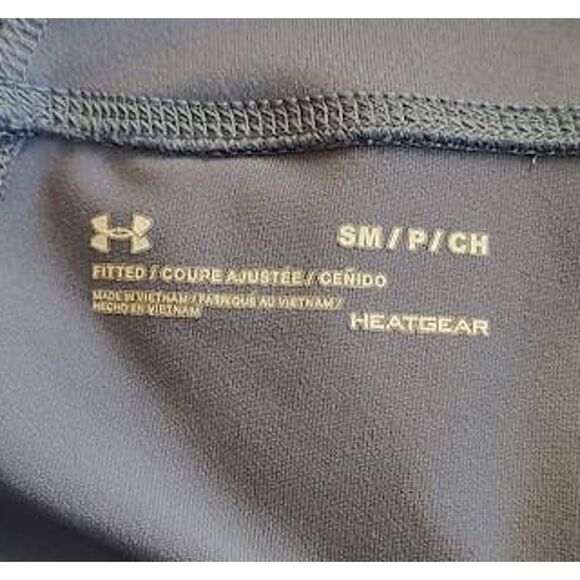 SM / P / CH
FITTED / COUPE AJUSTÉE / CEÑIDO
MADE IN VIETNAM / FABRIQUÉ AU VIETNAM /
HECHO EN VIETNAM
HEATGEAR